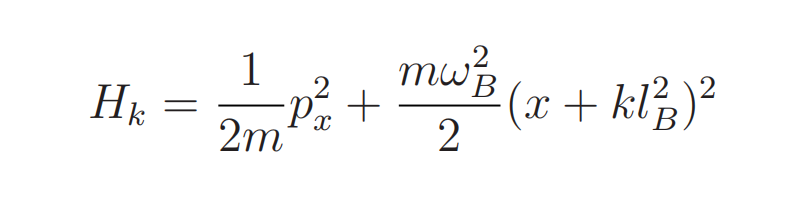 $H_k = \frac{1}{2m} p_x^2 + \frac{m\omega_B^2}{2} (x + k l_B^2)^2$